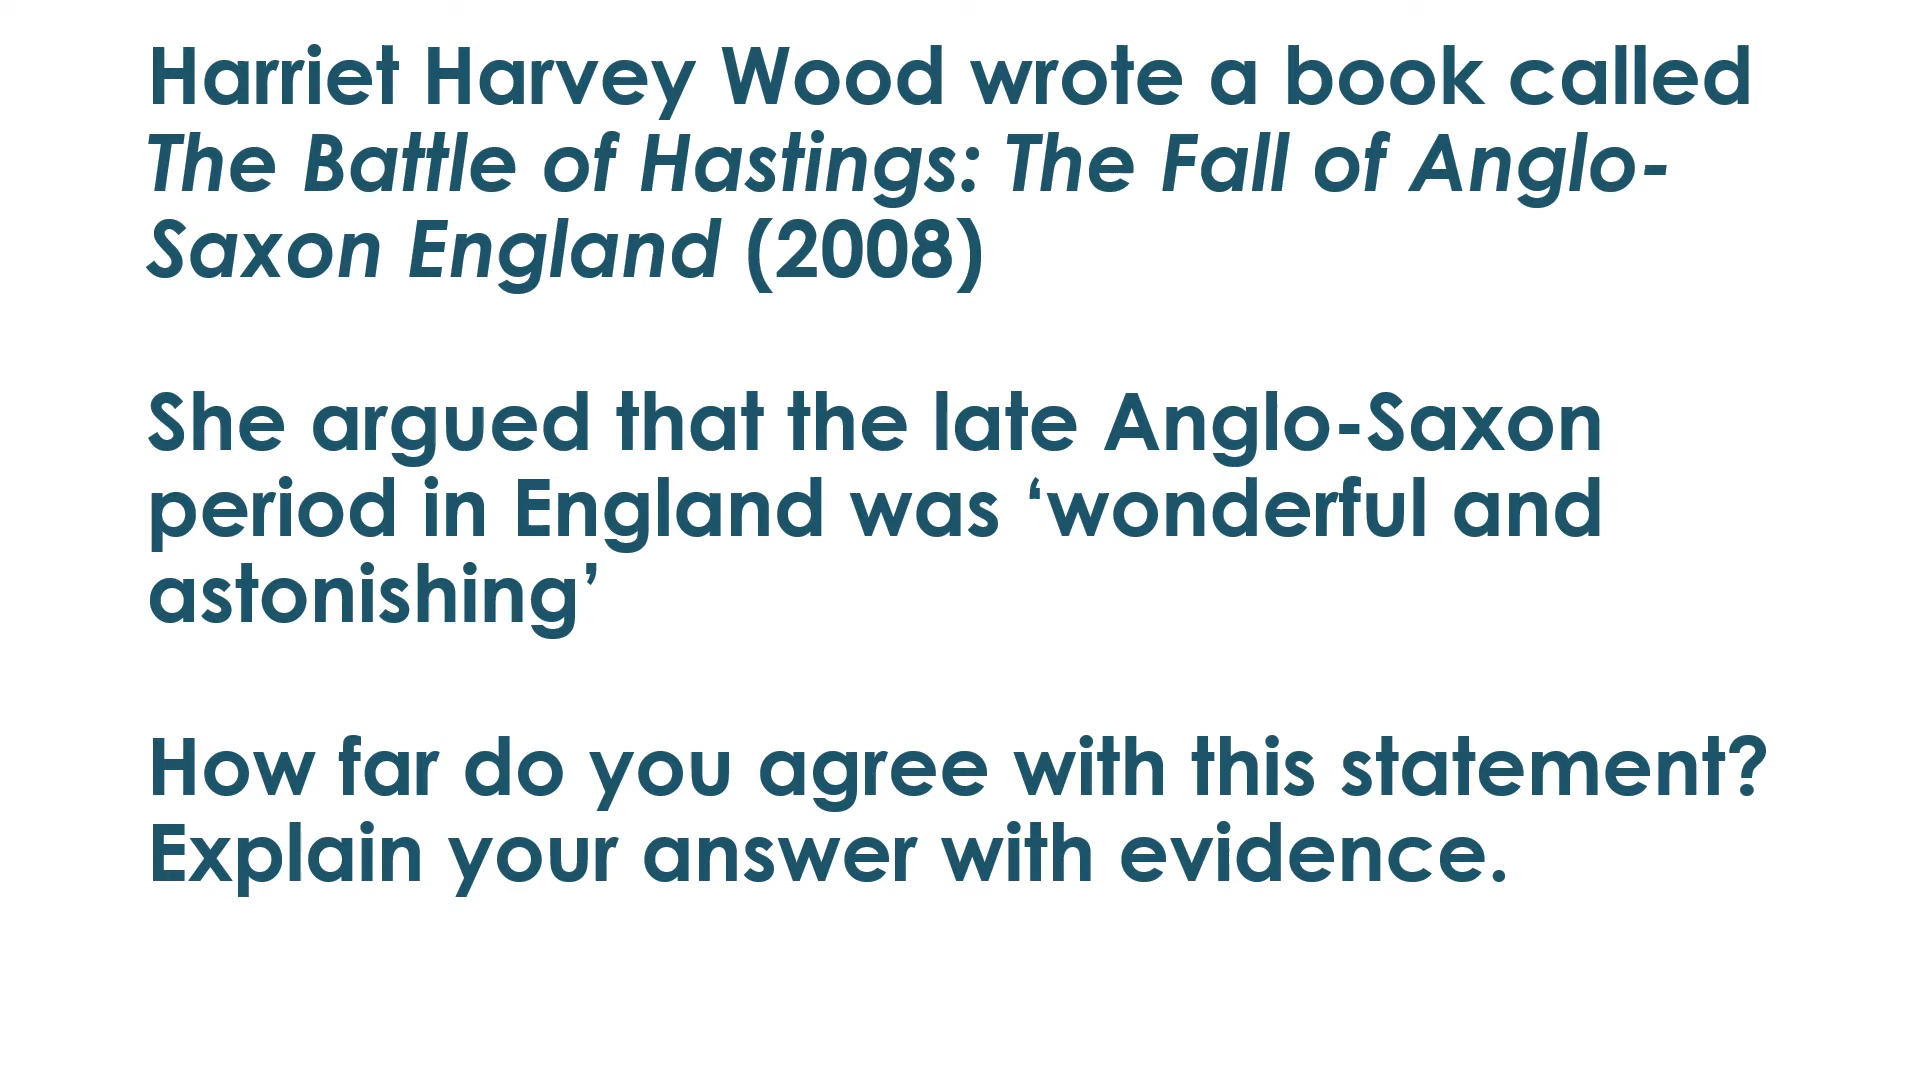 Harriet Harvey Wood wrote a book called
The Battle of Hastings: The Fall of Anglo-
Saxon England (2008)
She argued that the late Anglo-Saxon
period in England was ‘wonderful and
astonishing’
How far do you agree with this statement?
Explain your answer with evidence.